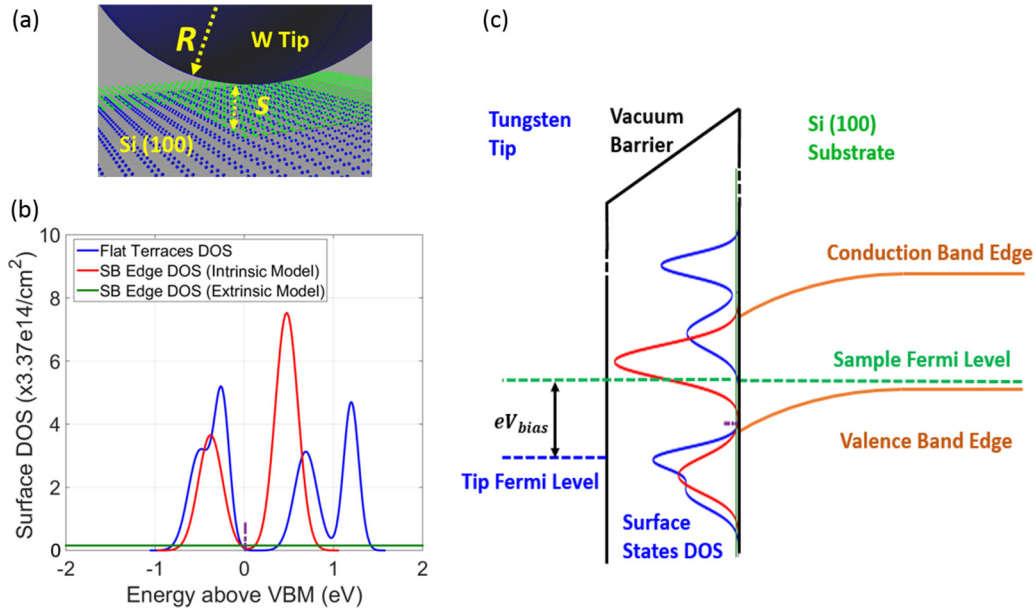 (a)
R
W Tip
S
Si (100)
(b)
Surface DOS (x3.37e14/cm²)
10
8
6
4
2
0
Flat Terraces DOS
SB Edge DOS (Intrinsic Model)
SB Edge DOS (Extrinsic Model)
-2
-1
0
1
2
Energy above VBM (eV)
(c)
Tungsten
Tip
Vacuum
Barrier
Si (100)
Substrate
Conduction Band Edge
Sample Fermi Level
eV_bias
Valence Band Edge
Tip Fermi Level
Surface
States DOS